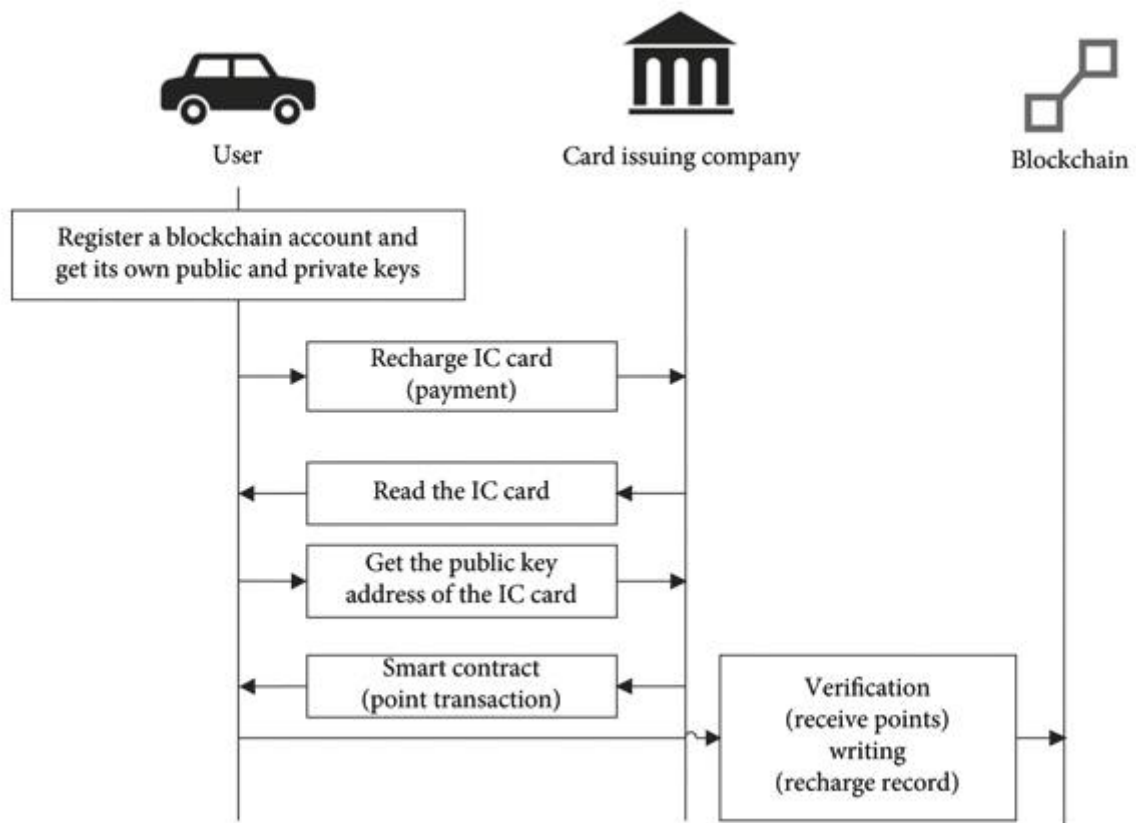 User
Card issuing company
Blockchain
Register a blockchain account and
get its own public and private keys
Recharge IC card
(payment)
Read the IC card
Get the public key
address of the IC card
Smart contract
(point transaction)
Verification
(receive points)
writing
(recharge record)